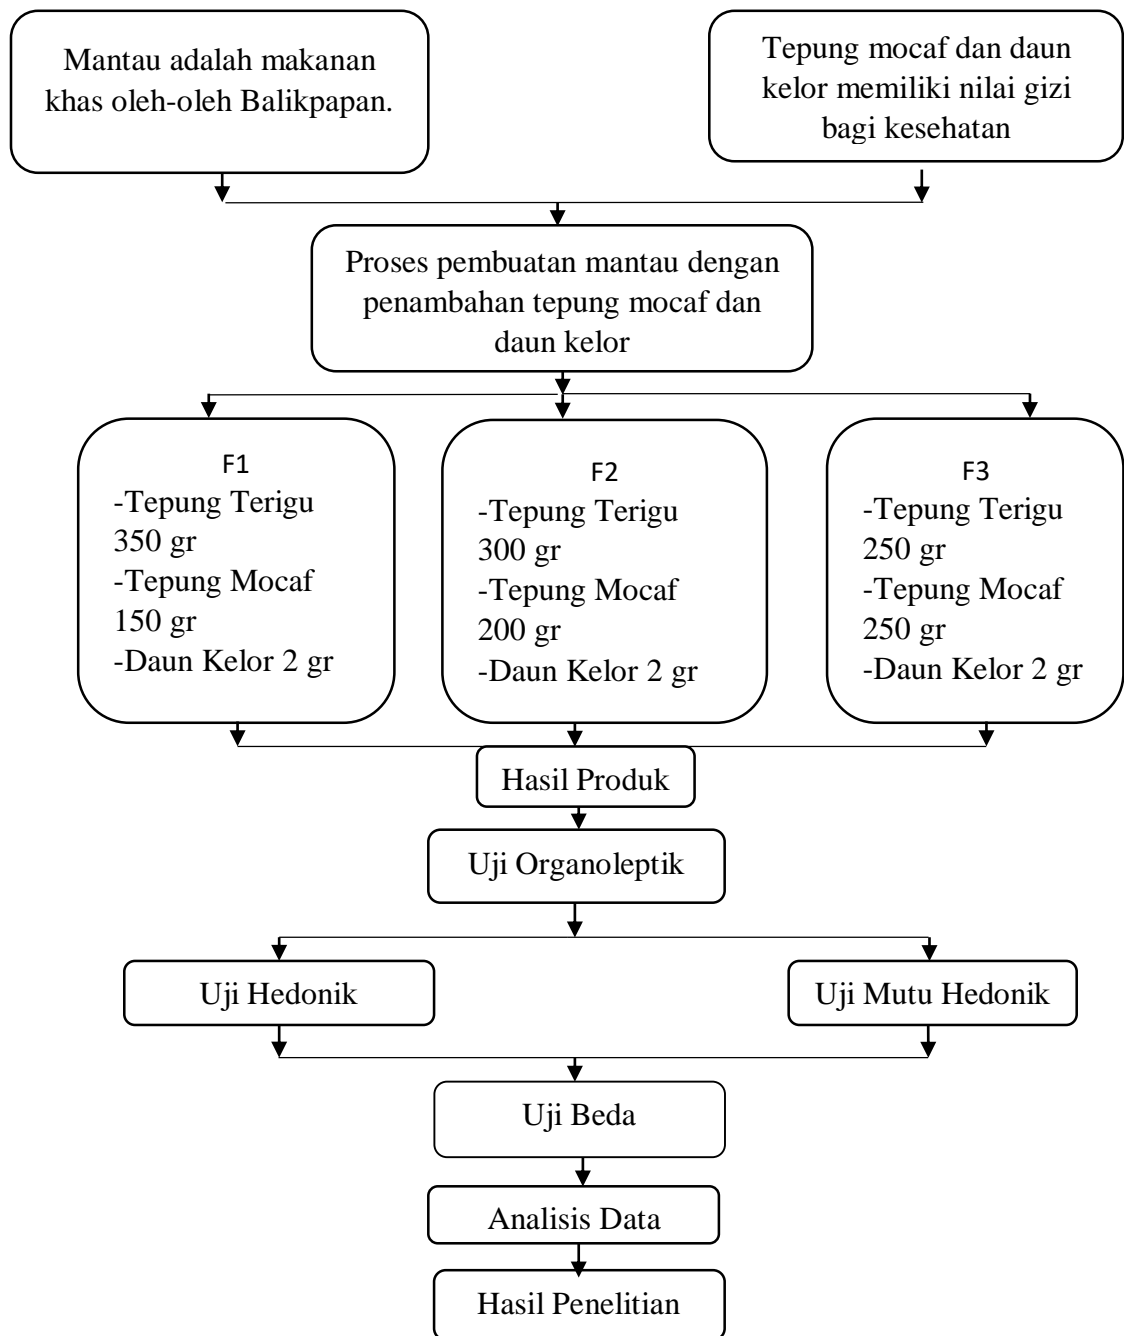 Mantau adalah makanan
khas oleh-oleh Balikpapan.
Tepung mocaf dan daun
kelor memiliki nilai gizi
bagi kesehatan
Proses pembuatan mantau dengan
penambahan tepung mocaf dan
daun kelor
F1
-Tepung Terigu
350 gr
-Tepung Mocaf
150 gr
-Daun Kelor 2 gr
F2
-Tepung Terigu
300 gr
-Tepung Mocaf
200 gr
-Daun Kelor 2 gr
F3
-Tepung Terigu
250 gr
-Tepung Mocaf
250 gr
-Daun Kelor 2 gr
Hasil Produk
Uji Organoleptik
Uji Hedonik
Uji Mutu Hedonik
Uji Beda
Analisis Data
Hasil Penelitian